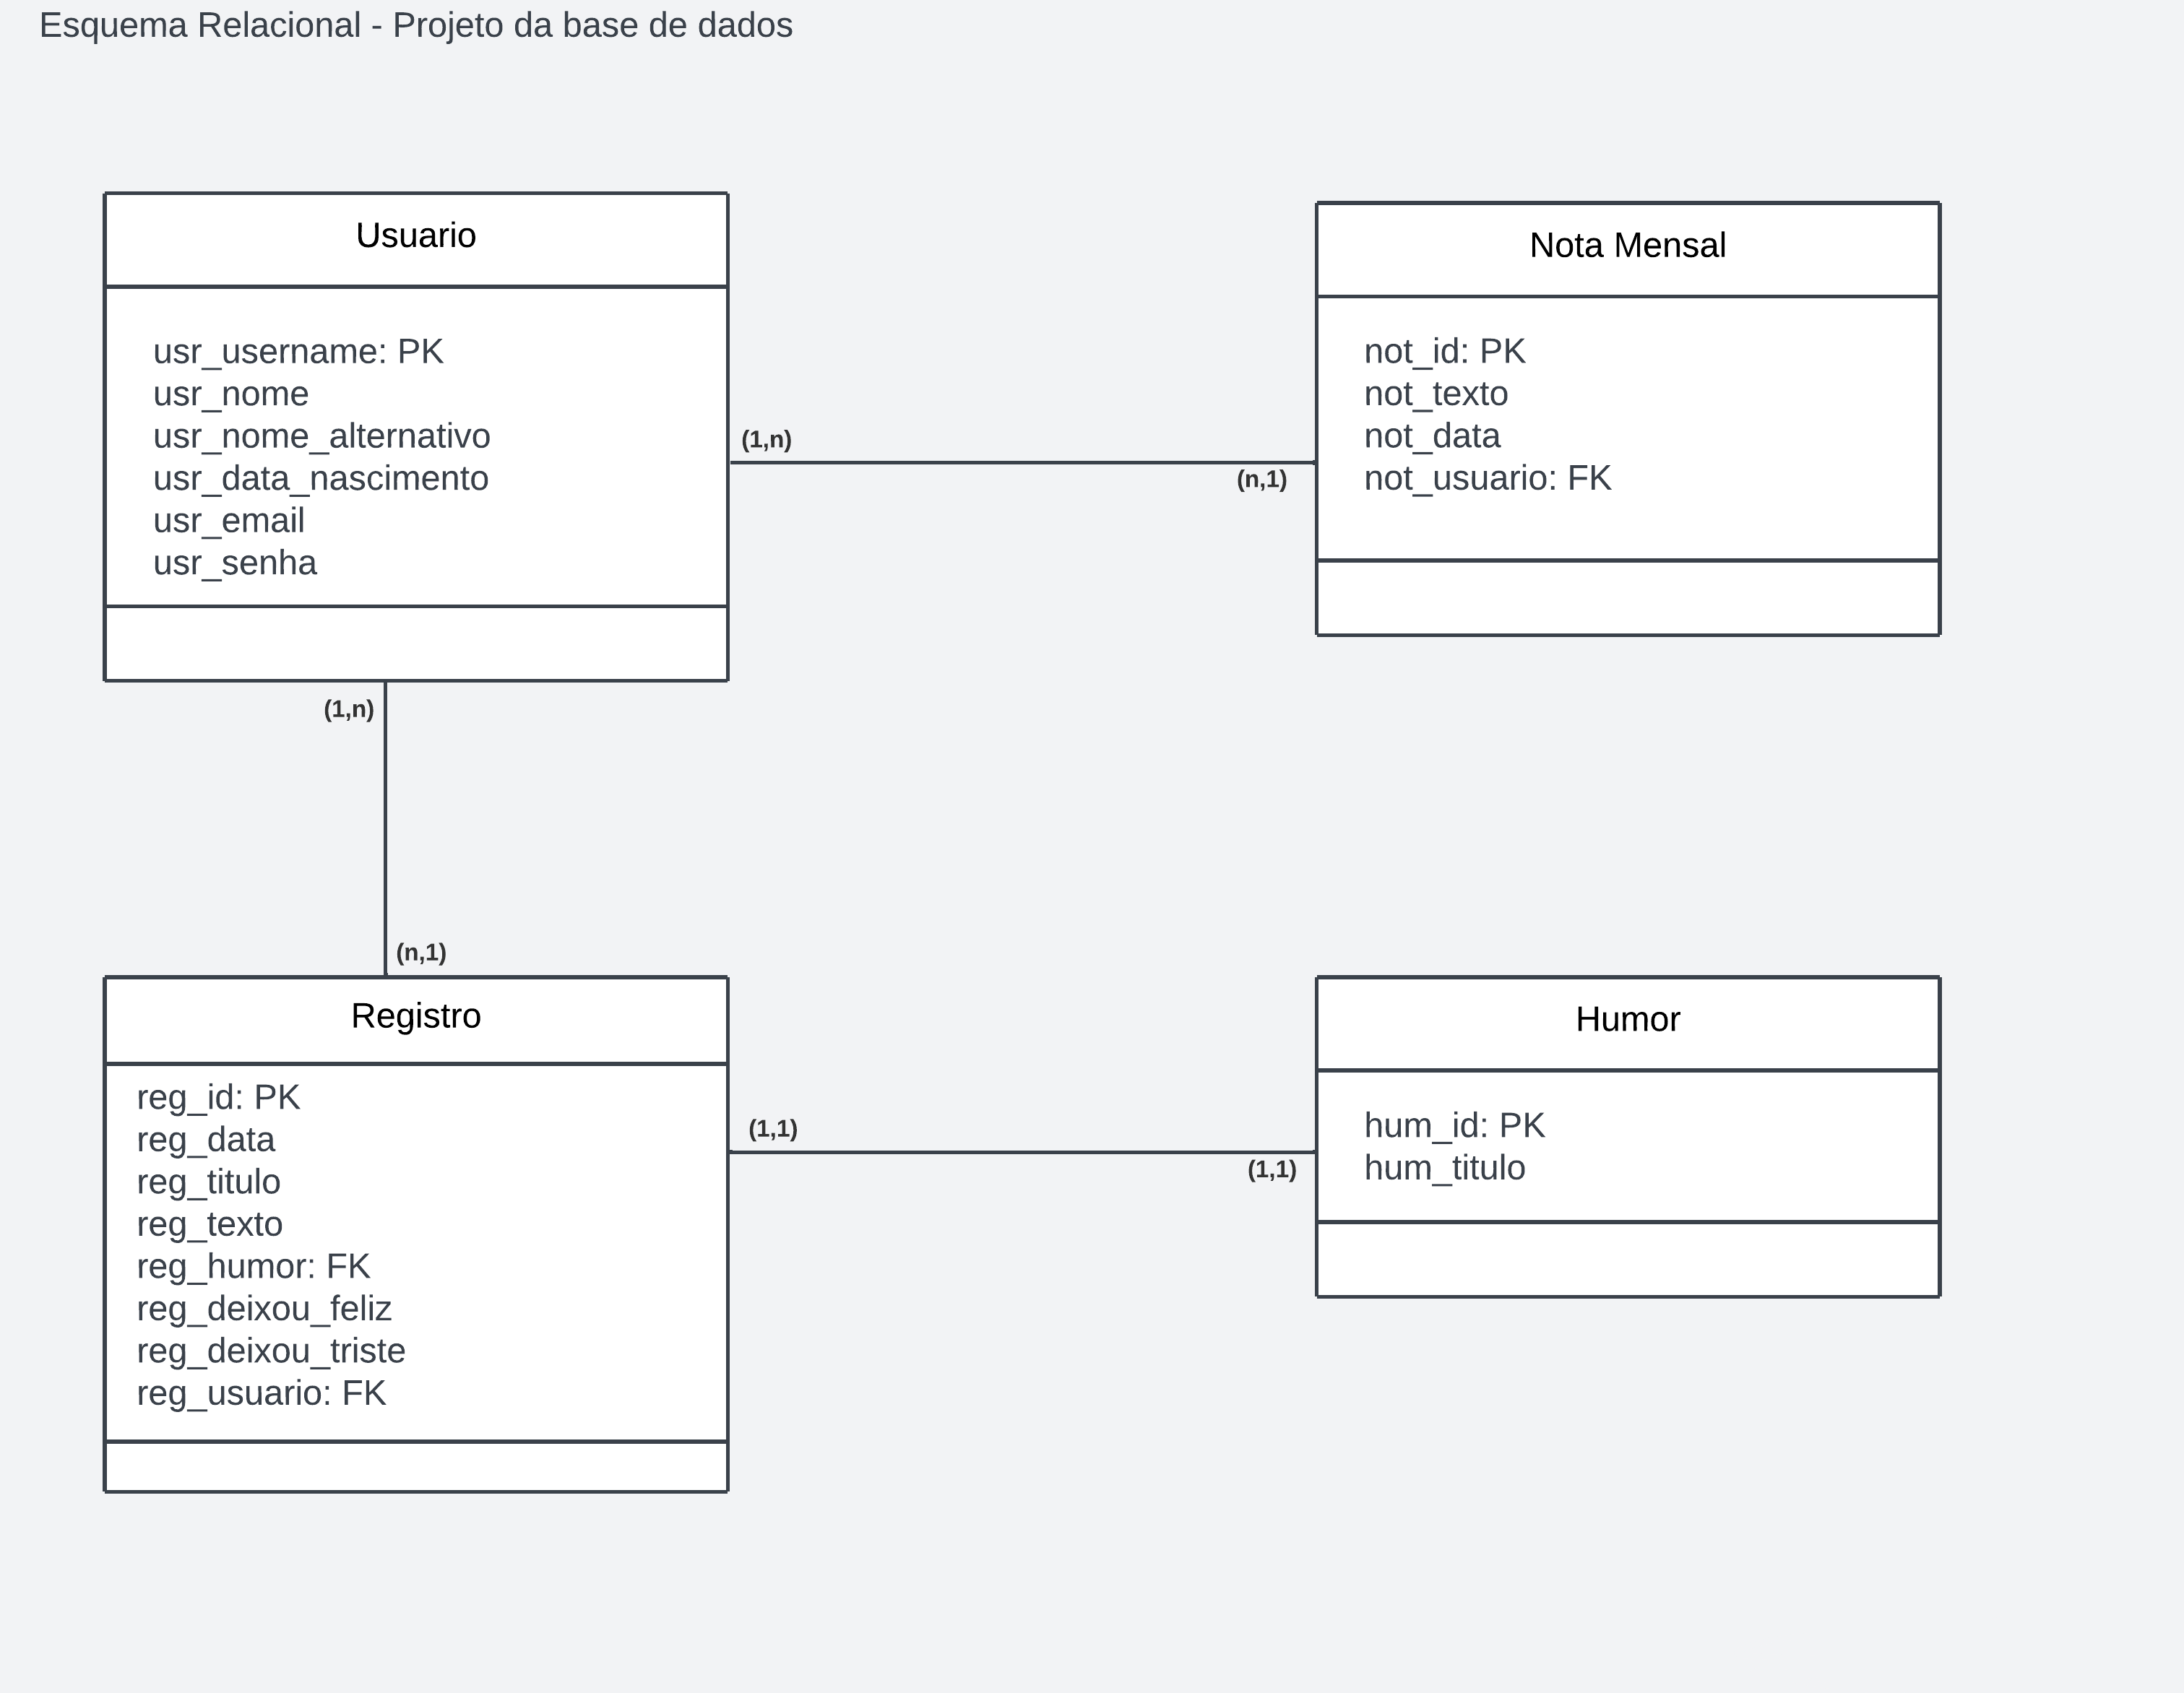 Esquema Relacional - Projeto da base de dados
Usuario
usr_username: PK
usr_nome
usr_nome_alternativo
usr_data_nascimento
usr_email
usr_senha
(1,n)
(n,1)
Nota Mensal
not_id: PK
not_texto
not_data
not_usuario: FK
(1,n)
(n,1)
Registro
reg_id: PK
reg_data
reg_titulo
reg_texto
reg_humor: FK
reg_deixou_feliz
reg_deixou_triste
reg_usuario: FK
(1,1)
(1,1)
Humor
hum_id: PK
hum_titulo